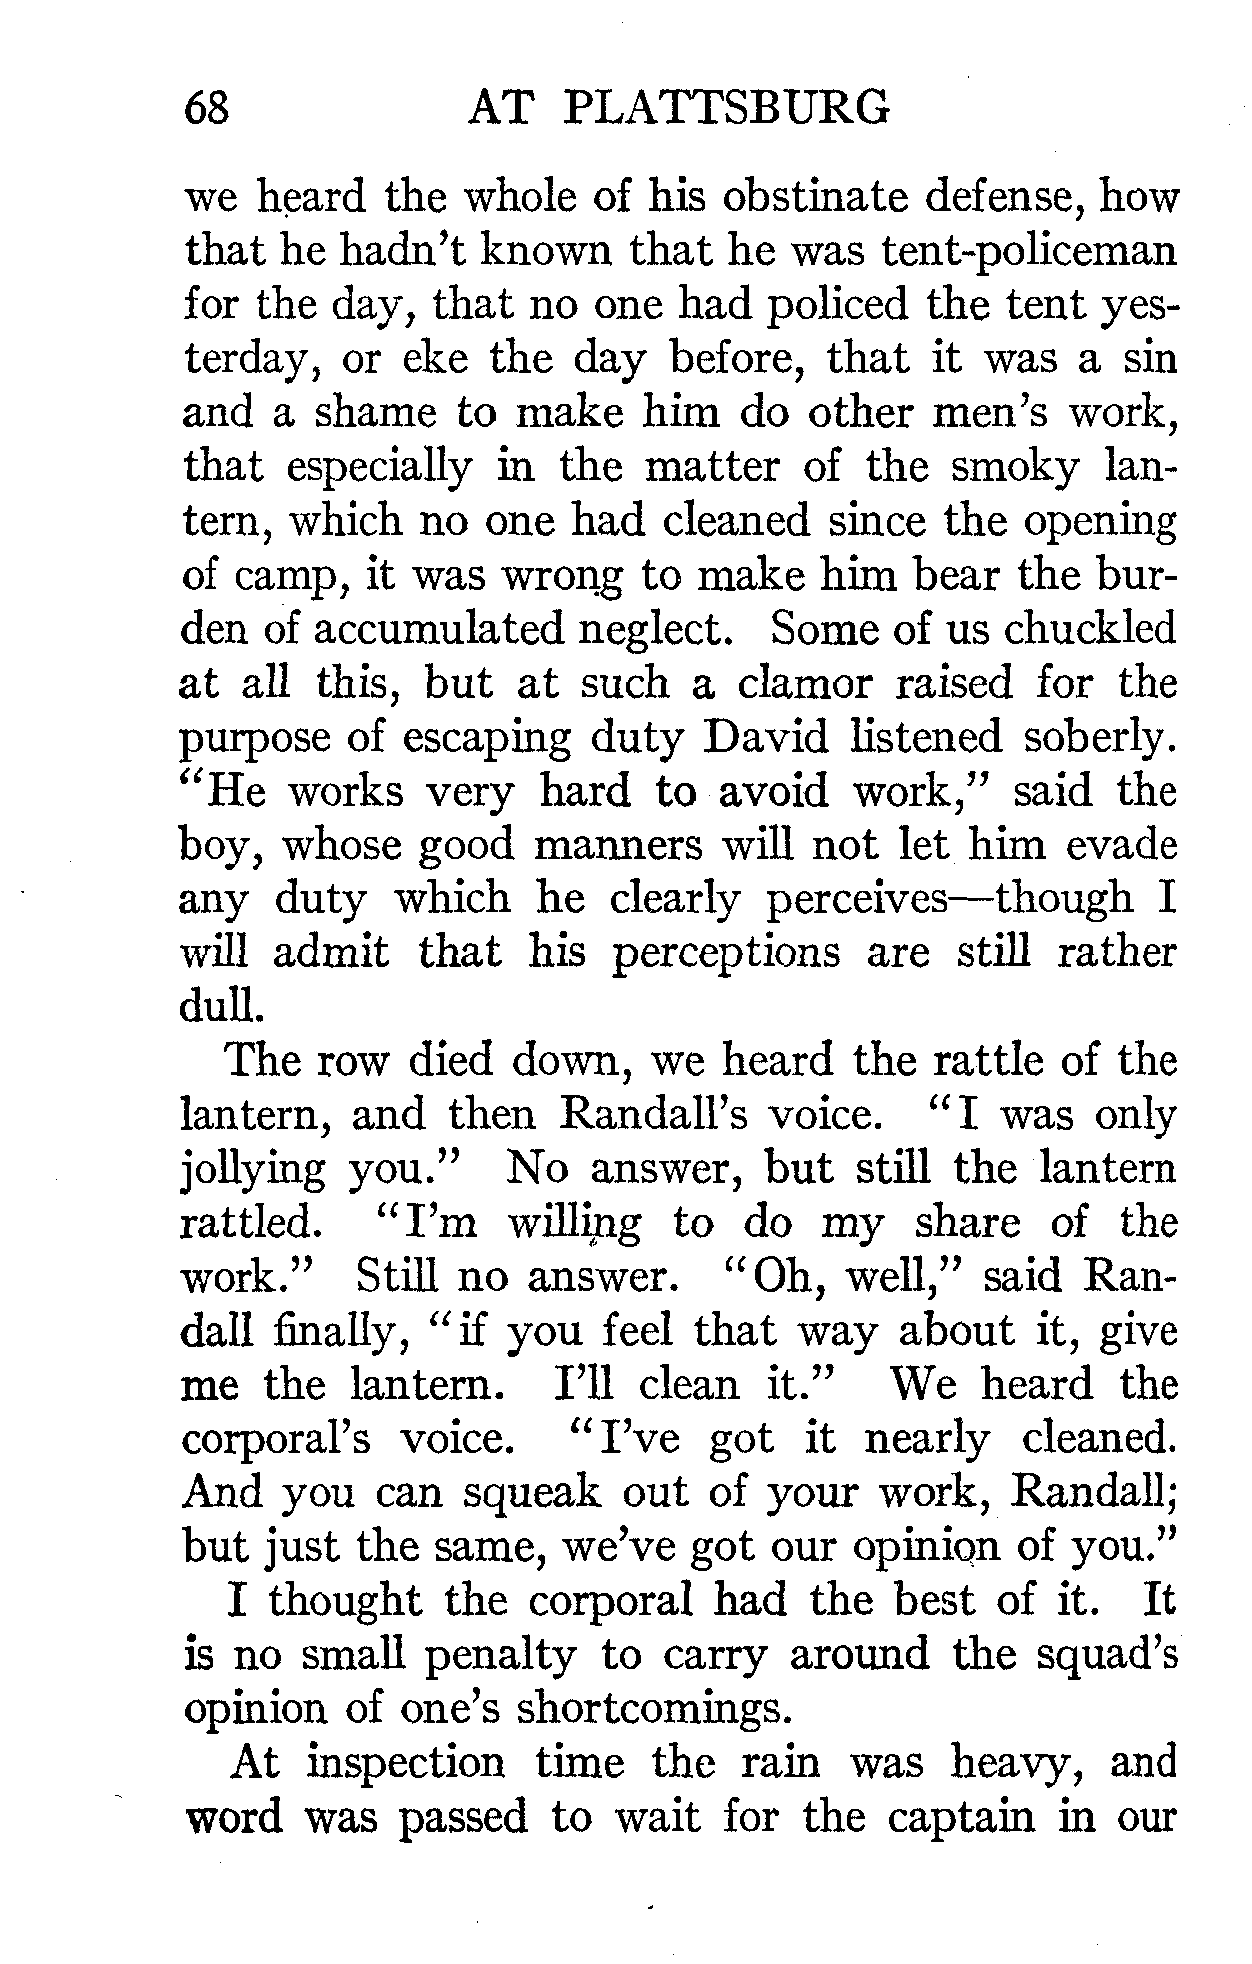 68 AT PLATTSBURG
we heard the whole of his obstinate defense, how
that he hadn't known that he was tent-policeman
for the day, that no one had policed the tent yes-
terday, or eke the day before, that it was a sin
and a shame to make him do other men's work,
that especially in the matter of the smoky lan-
tern, which no one had cleaned since the opening
of camp, it was wrong to make him bear the bur-
den of accumulated neglect. Some of us chuckled
at all this, but at such a clamor raised for the
purpose of escaping duty David listened soberly.
"He works very hard to avoid work," said the
boy, whose good manners will not let him evade
any duty which he clearly perceives—though I
will admit that his perceptions are still rather
dull.
The row died down, we heard the rattle of the
lantern, and then Randall's voice. "I was only
jollying you." No answer, but still the lantern
rattled. "I'm willing to do my share of the
work." Still no answer. "Oh, well," said Ran-
dall finally, "if you feel that way about it, give
me the lantern. I'll clean it." We heard the
corporal's voice. "I've got it nearly cleaned.
And you can squeak out of your work, Randall;
but just the same, we've got our opinion of you."
I thought the corporal had the best of it. It
is no small penalty to carry around the squad's
opinion of one's shortcomings.
At inspection time the rain was heavy, and
word was passed to wait for the captain in our